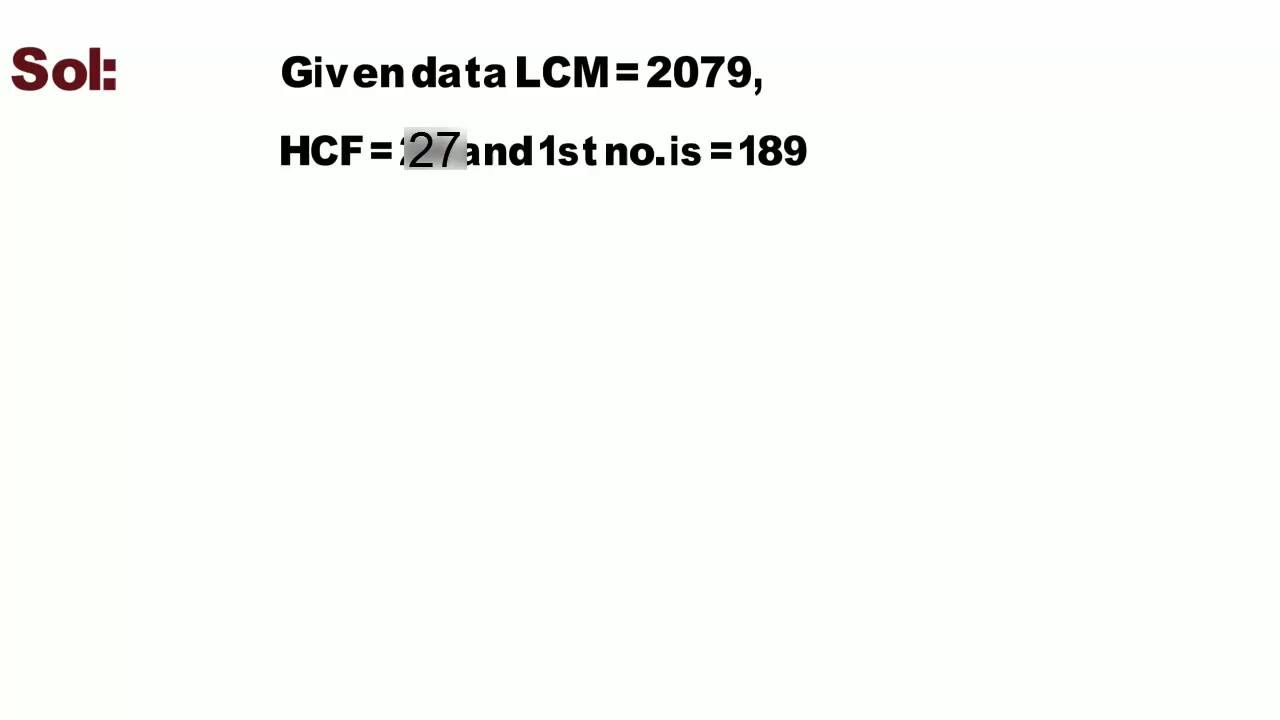 Sol: Given data LCM = 2079,
HCF = 27 and 1st no. is = 189